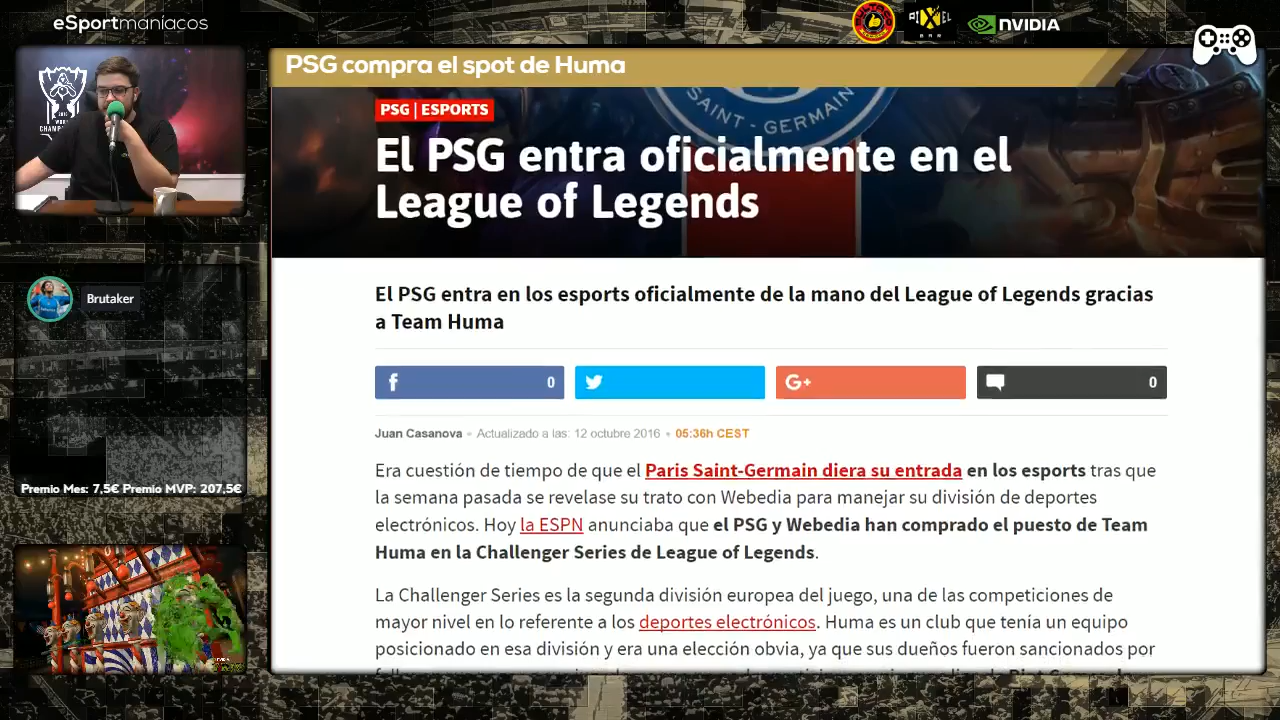 eSportmaníacos
PIXEL
BAR
NVIDIA
PSG compra el spot de Huma
PSG | ESPORTS
SAINT-GERMAIN
El PSG entra oficialmente en el
League of Legends
El PSG entra en los esports oficialmente de la mano del League of Legends gracias
a Team Huma
0
G+
0
Brutaker
Juan Casanova • Actualizado a las: 12 octubre 2016 • 05:36h CEST
Era cuestión de tiempo de que el Paris Saint-Germain diera su entrada en los esports tras que
la semana pasada se revelase su trato con Webedia para manejar su división de deportes
electrónicos. Hoy la ESPN anunciaba que el PSG y Webedia han comprado el puesto de Team
Huma en la Challenger Series de League of Legends.
Premio Mes: 7,5€ Premio MVP: 207,5€
La Challenger Series es la segunda división europea del juego, una de las competiciones de
mayor nivel en lo referente a los deportes electrónicos. Huma es un club que tenía un equipo
posicionado en esa división y era una elección obvia, ya que sus dueños fueron sancionados por